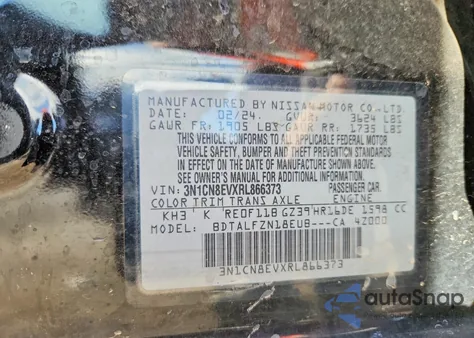 MANUFACTURED BY NISSAN MOTOR CO., LTD.
DATE: 02/24. GVWR: 3624 LBS
GAWR FR: 1905 LBS GAWR RR: 1735 LBS
THIS VEHICLE CONFORMS TO ALL APPLICABLE FEDERAL MOTOR
VEHICLE SAFETY, BUMPER AND THEFT PREVENTION STANDARDS
IN EFFECT ON THE DATE OF MANUFACTURE SHOWN ABOVE.
SEE OWNER'S MANUAL FOR ADDITIONAL INFORMATION
VIN: 3N1CN8EVXRL866373 PASSENGER CAR
COLOR TRIM TRANS AXLE ENGINE
KH3 K RE0F11B GZ39 HR16DE 1598 CC
MODEL: BDTALFZN18EUB---CA 4Z000
3N1CN8EVXRL866373
autoSnap